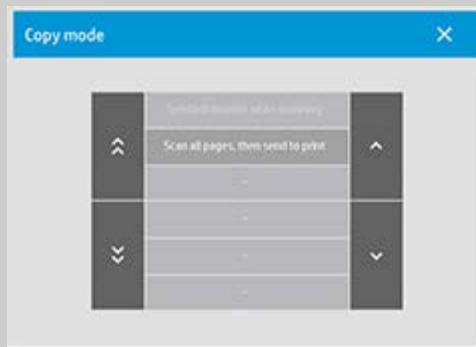 Copy mode
Scan all pages, then send to print
-
-
-
-